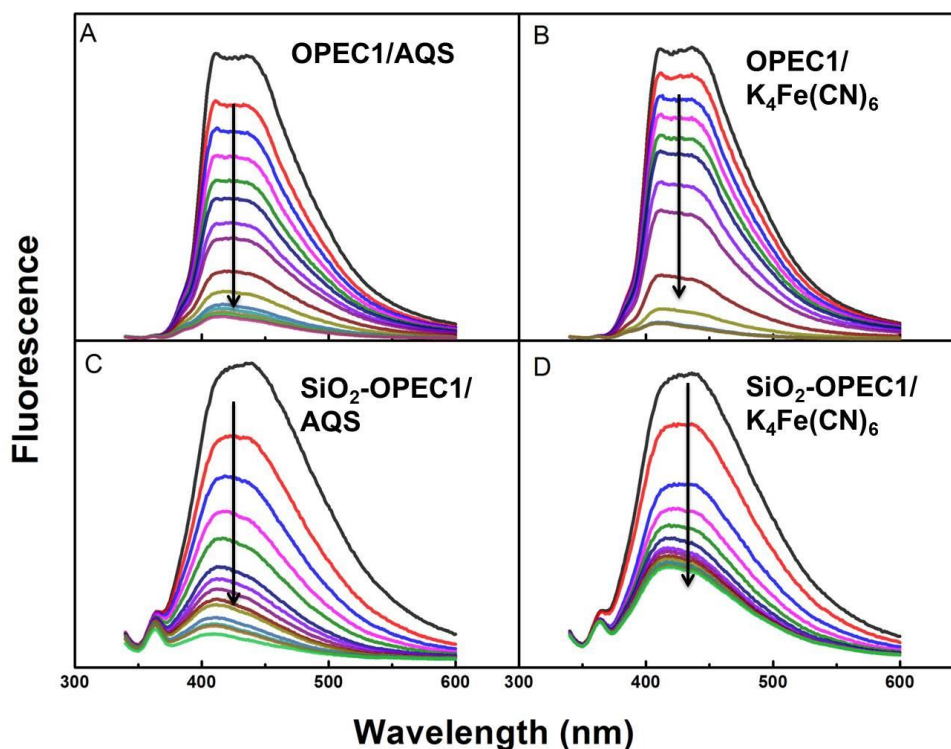 A
OPEC1/AQS
B
OPEC1/
K₄Fe(CN)₆
C
SiO₂-OPEC1/
AQS
D
SiO₂-OPEC1/
K₄Fe(CN)₆
Fluorescence
300 400 500 600
300 400 500 600
Wavelength (nm)